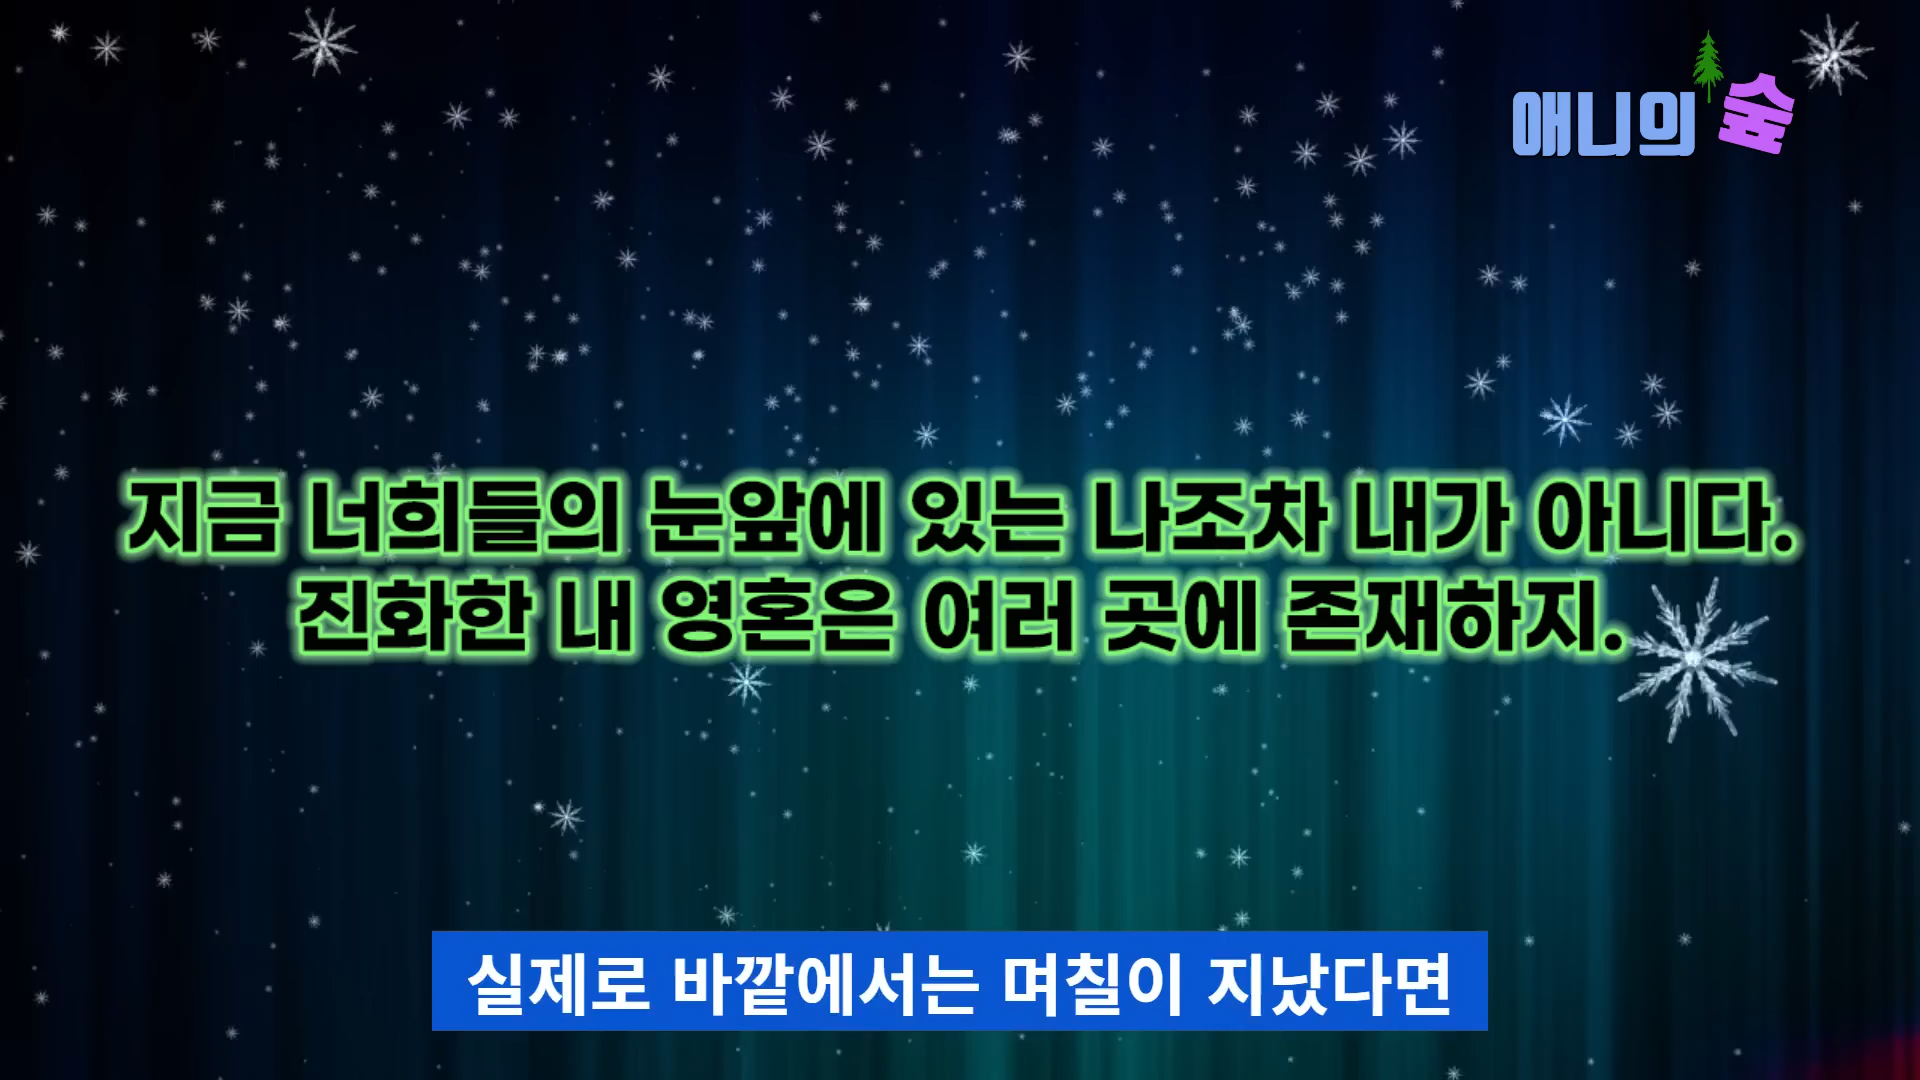 애니의 숲
지금 너희들의 눈앞에 있는 나조차 내가 아니다.
진화한 내 영혼은 여러 곳에 존재하지.
실제로 바깥에서는 며칠이 지났다면